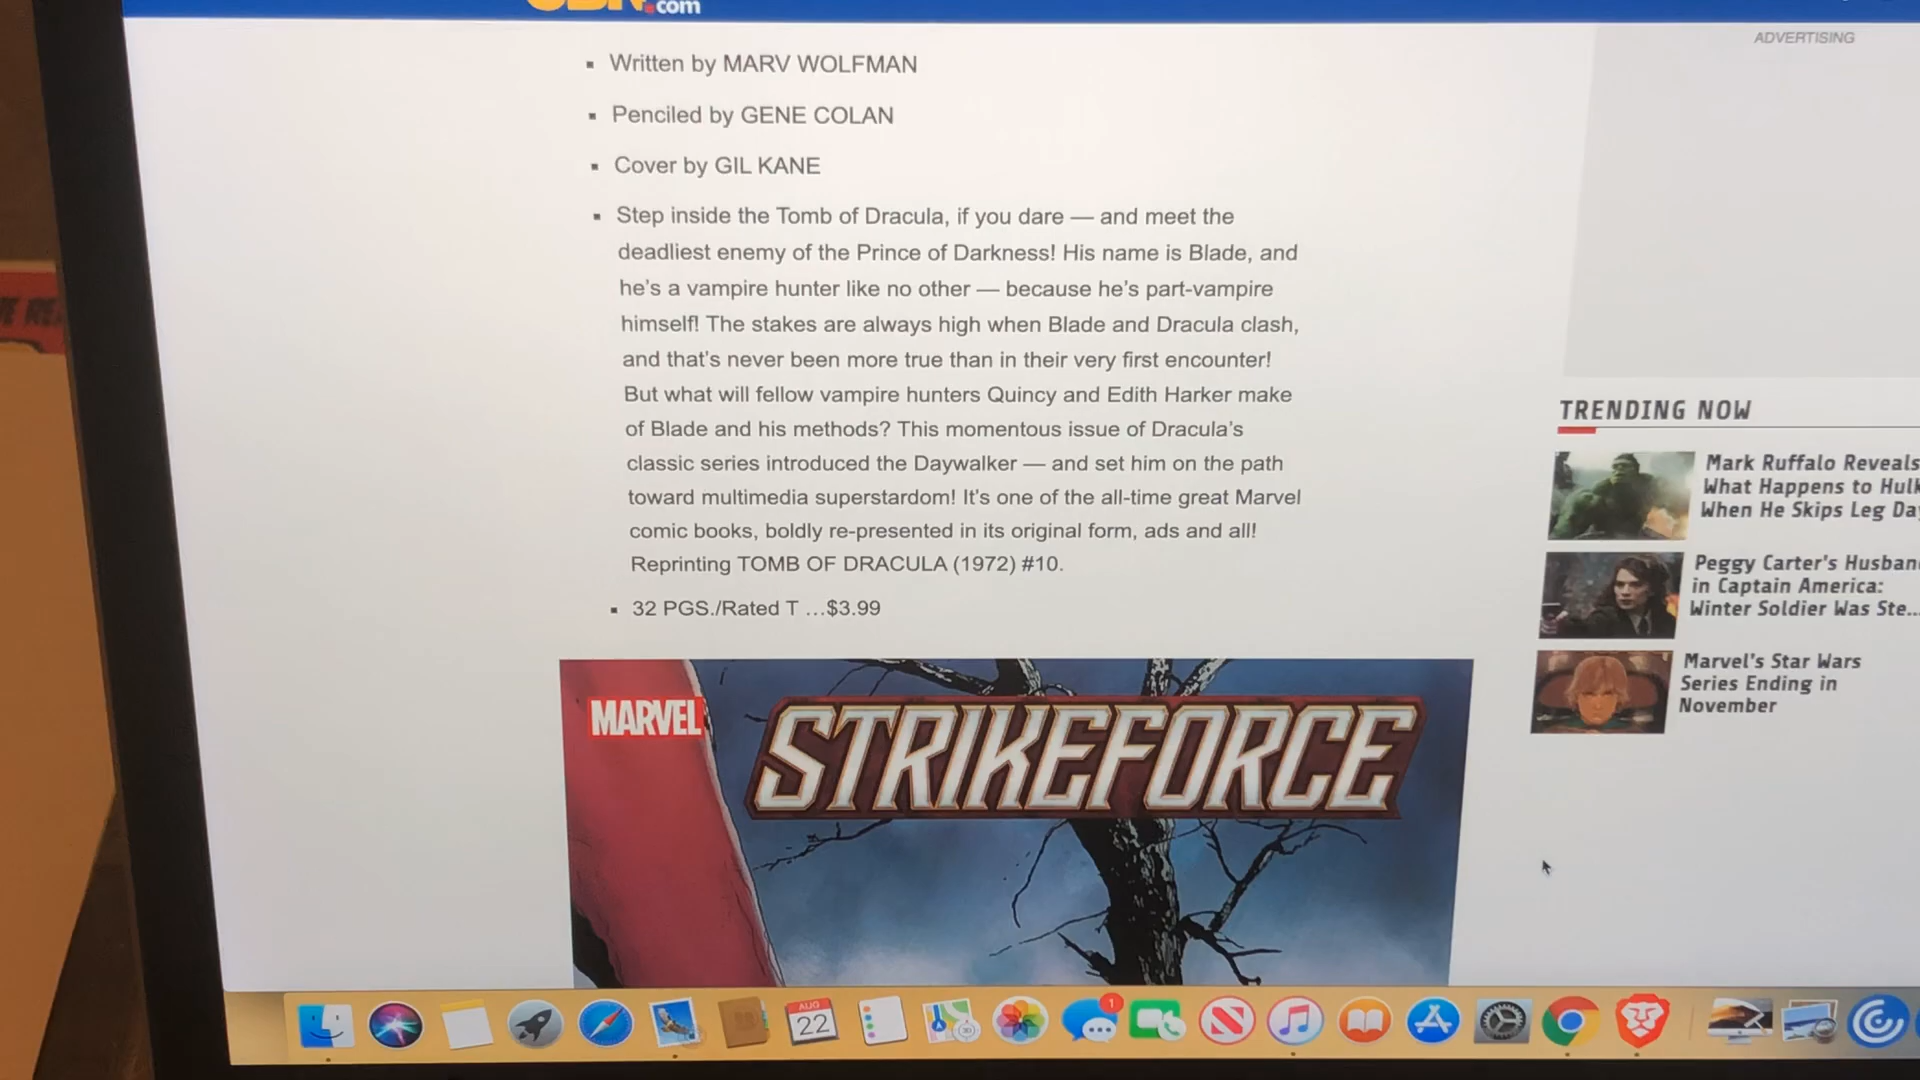 .com
ADVERTISING
Written by MARV WOLFMAN
Penciled by GENE COLAN
Cover by GIL KANE
Step inside the Tomb of Dracula, if you dare — and meet the
deadliest enemy of the Prince of Darkness! His name is Blade, and
he's a vampire hunter like no other — because he's part-vampire
himself! The stakes are always high when Blade and Dracula clash,
and that's never been more true than in their very first encounter!
But what will fellow vampire hunters Quincy and Edith Harker make
of Blade and his methods? This momentous issue of Dracula's
classic series introduced the Daywalker — and set him on the path
toward multimedia superstardom! It's one of the all-time great Marvel
comic books, boldly re-presented in its original form, ads and all!
Reprinting TOMB OF DRACULA (1972) #10.
32 PGS./Rated T …$3.99
TRENDING NOW
Mark Ruffalo Reveals
What Happens to Hulk
When He Skips Leg Da
Peggy Carter's Husban
in Captain America:
Winter Soldier Was Ste...
Marvel's Star Wars
Series Ending in
November
MARVEL
STRIKEFORCE
AUG
22
1